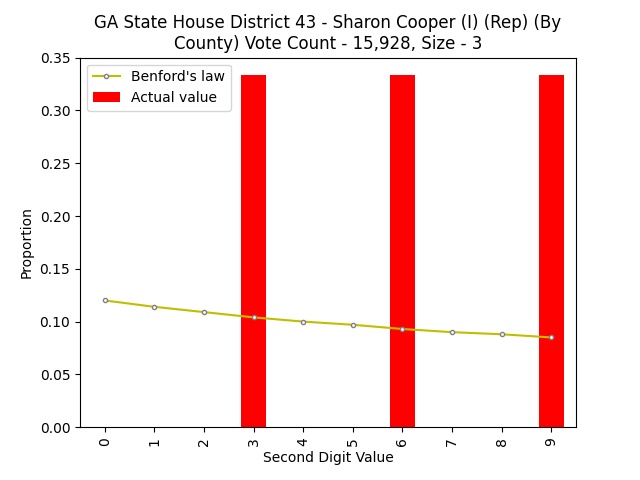 GA State House District 43 - Sharon Cooper (I) (Rep) (By
County) Vote Count - 15,928, Size - 3
Benford's law
Actual value
Proportion
0.35
0.30
0.25
0.20
0.15
0.10
0.05
0.00
0 1 2 3 4 5 6 7 8 9
Second Digit Value